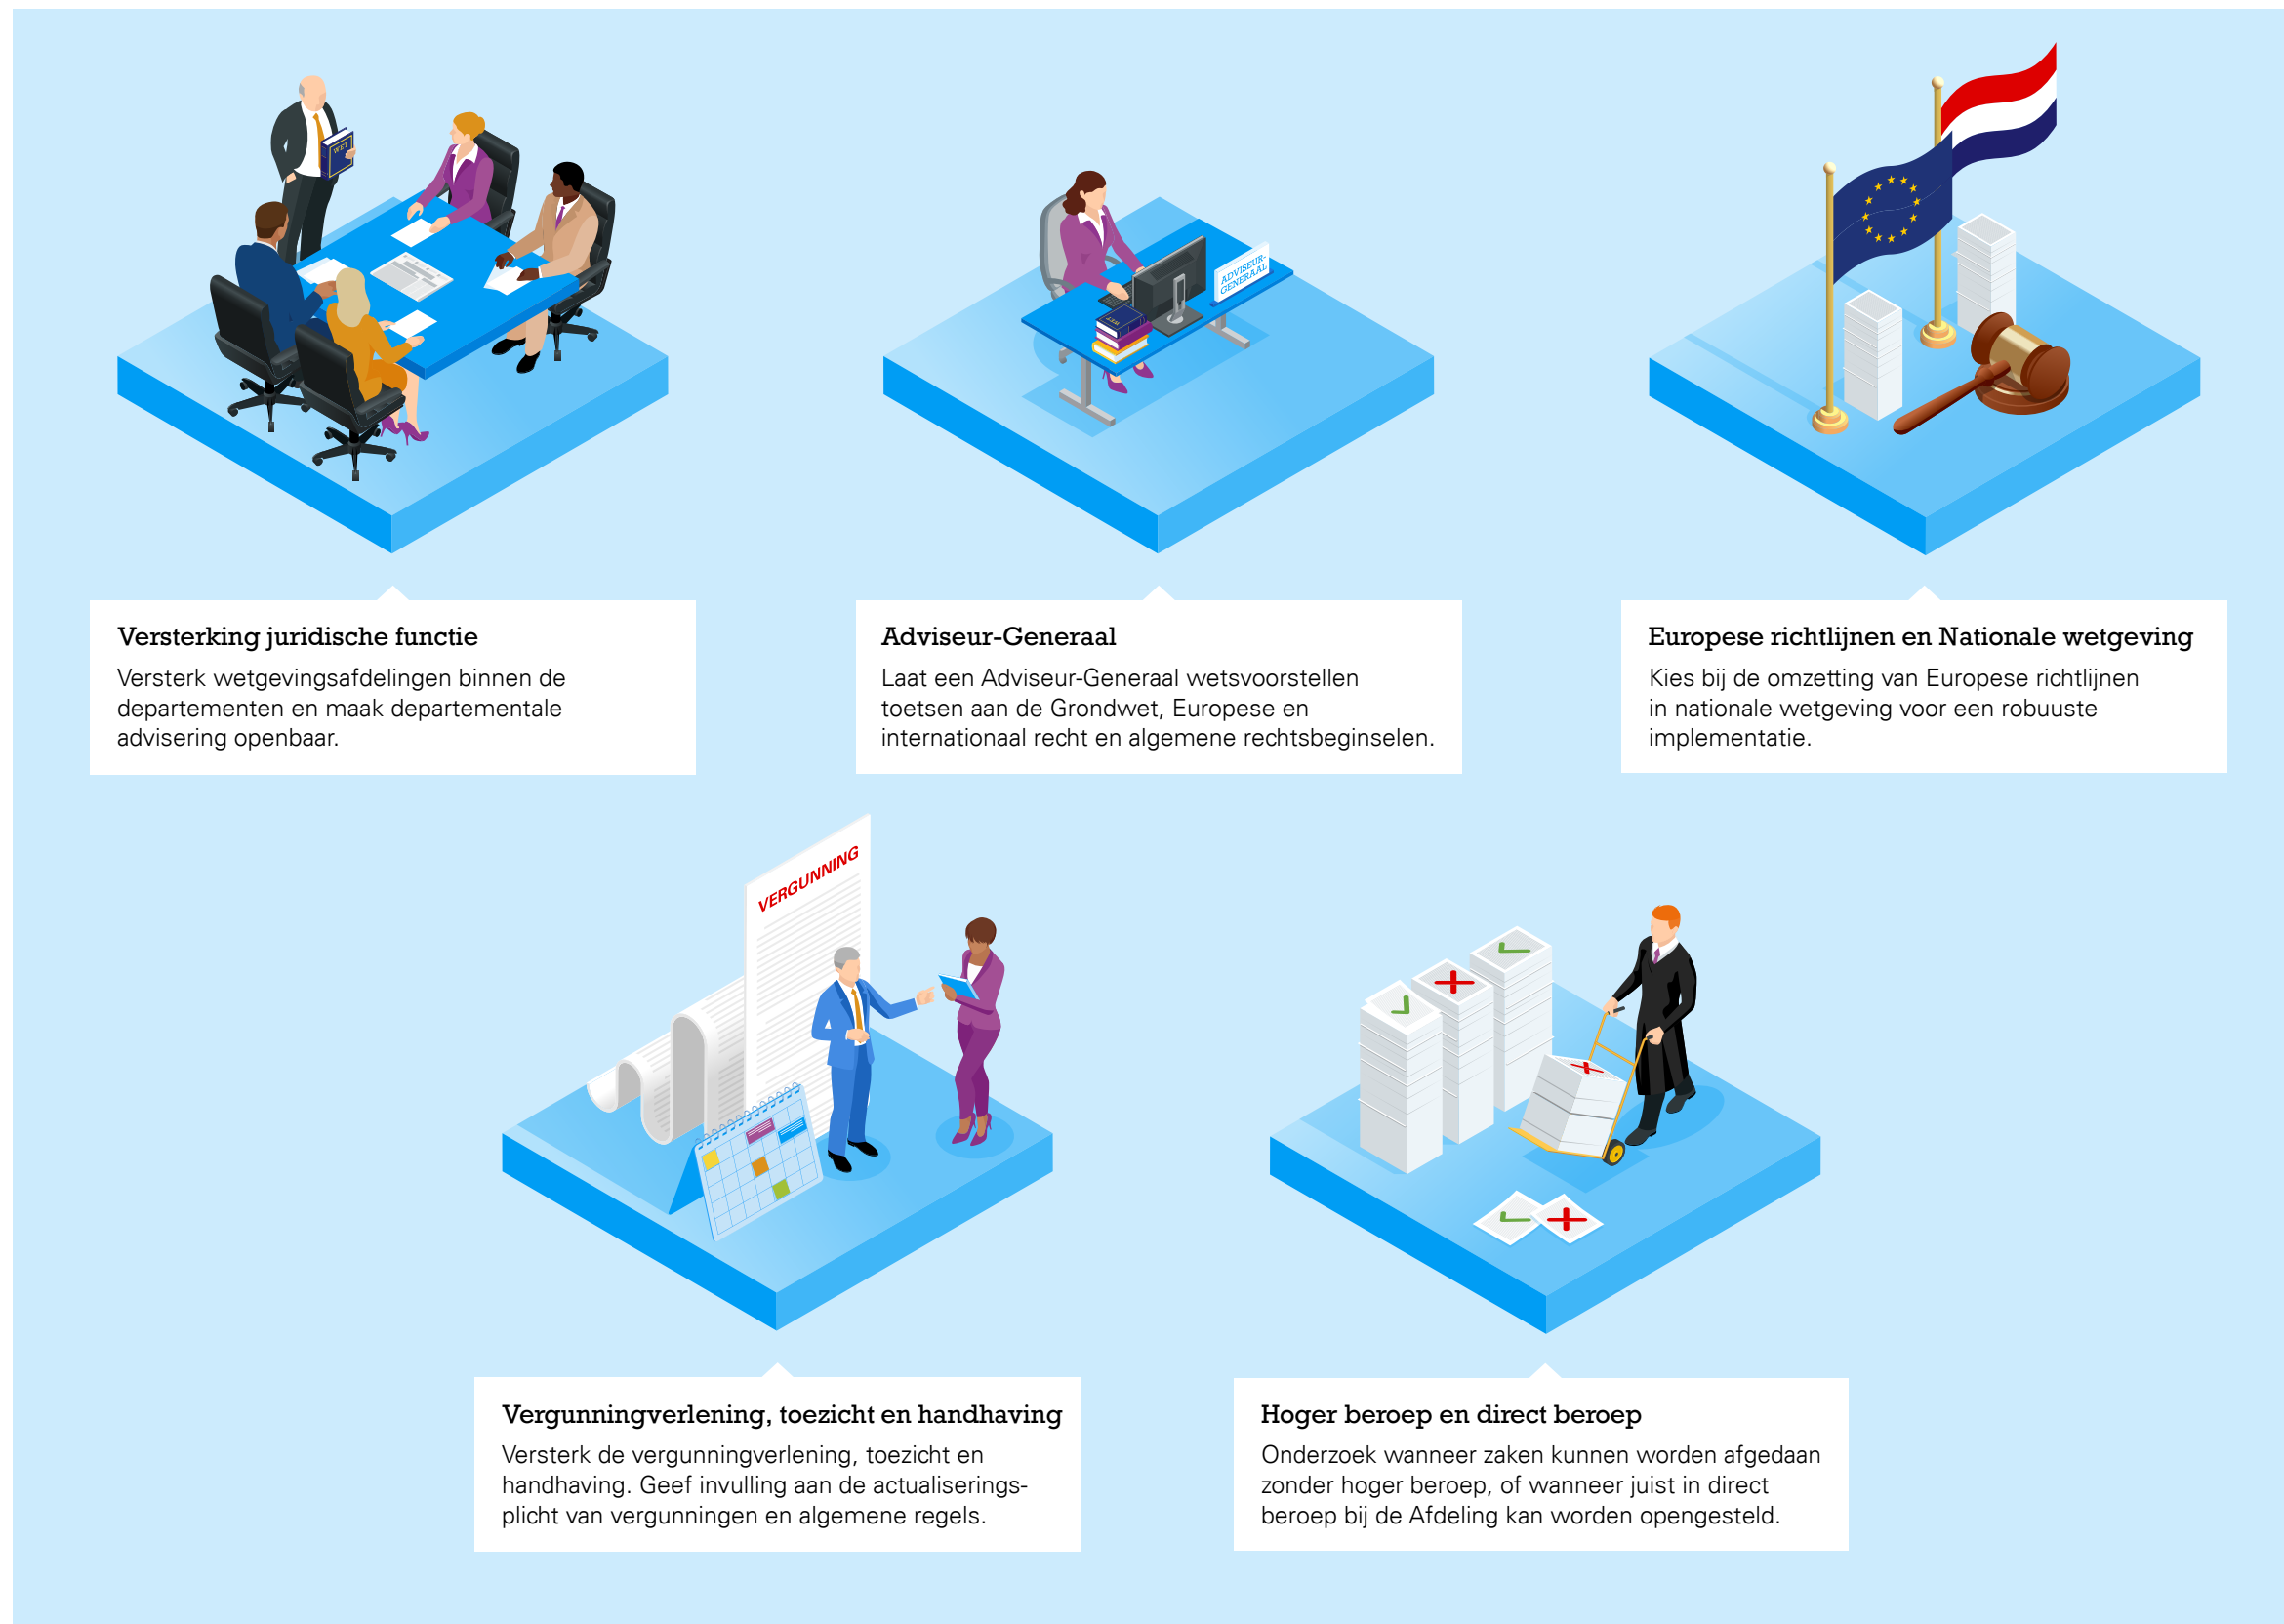 WET
WET
ADVISEUR-
GENERAAL
Versterking juridische functie
Versterk wetgevingsafdelingen binnen de
departementen en maak departementale
advisering openbaar.
Adviseur-Generaal
Laat een Adviseur-Generaal wetsvoorstellen
toetsen aan de Grondwet, Europese en
internationaal recht en algemene rechtsbeginselen.
Europese richtlijnen en Nationale wetgeving
Kies bij de omzetting van Europese richtlijnen
in nationale wetgeving voor een robuuste
implementatie.
VERGUNNING
Vergunningverlening, toezicht en handhaving
Versterk de vergunningverlening, toezicht en
handhaving. Geef invulling aan de actualiserings-
plicht van vergunningen en algemene regels.
Hoger beroep en direct beroep
Onderzoek wanneer zaken kunnen worden afgedaan
zonder hoger beroep, of wanneer juist in direct
beroep bij de Afdeling kan worden opengesteld.